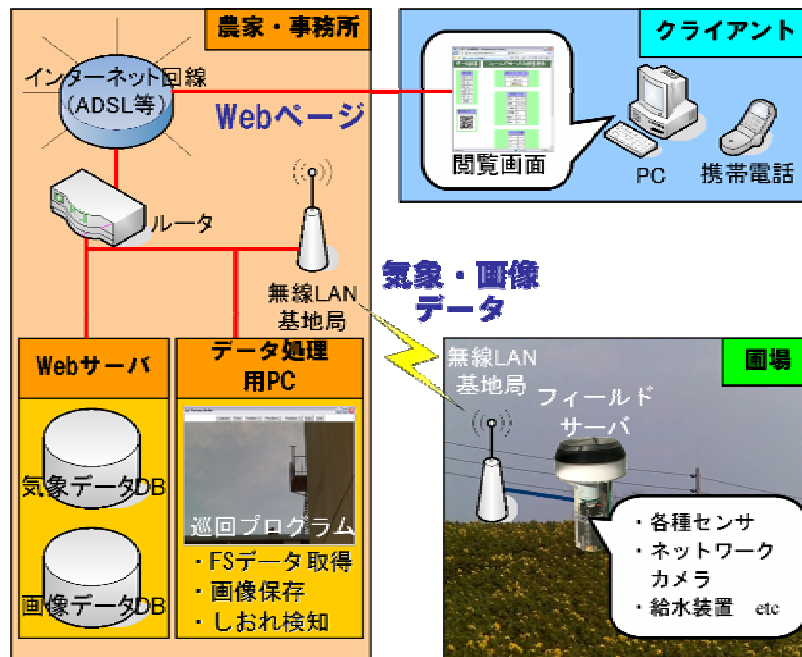 農家・事務所
インターネット回線
(ADSL等)
Webページ
ルータ
無線LAN
基地局
Webサーバ
気象データDB
画像データDB
データ処理
用PC
巡回プログラム
・FSデータ取得
・画像保存
・しおれ検知
クライアント
閲覧画面
PC
携帯電話
気象・画像
データ
圃場
無線LAN
基地局
フィールド
サーバ
・各種センサ
・ネットワーク
カメラ
・給水装置 etc